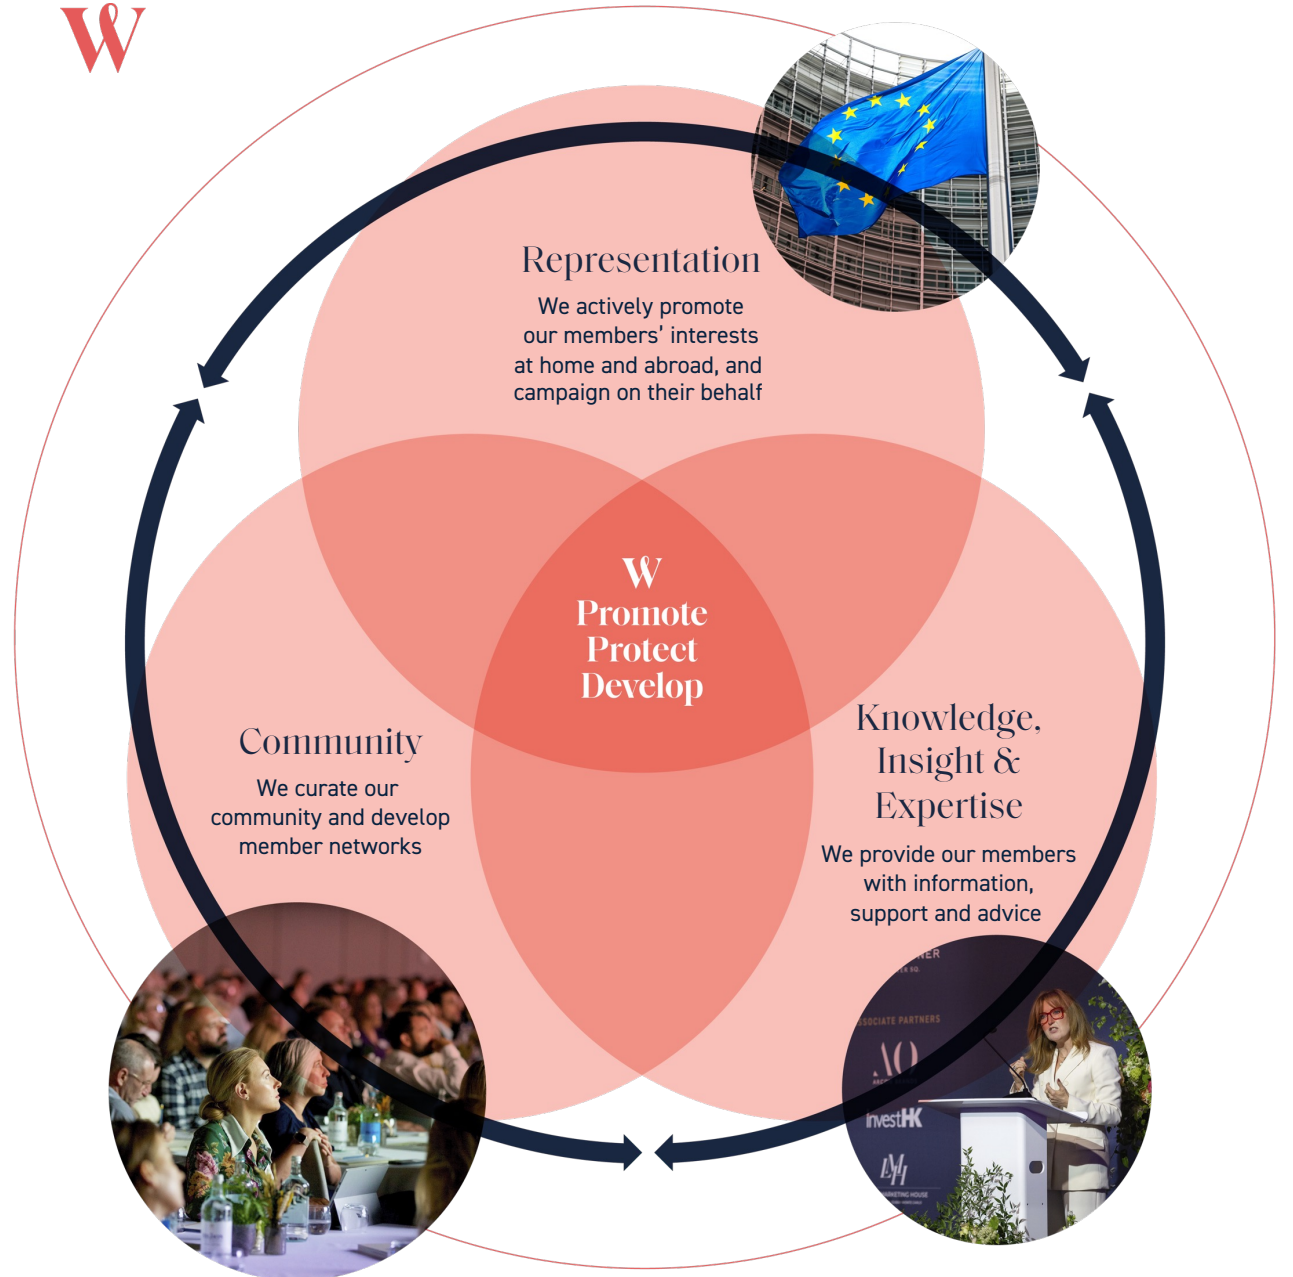 W
Representation
We actively promote
our members’ interests
at home and abroad, and
campaign on their behalf
W
Promote
Protect
Develop
Community
We curate our
community and develop
member networks
Knowledge,
Insight &
Expertise
We provide our members
with information,
support and advice
SSOCIATE PARTNERS
InvestHK